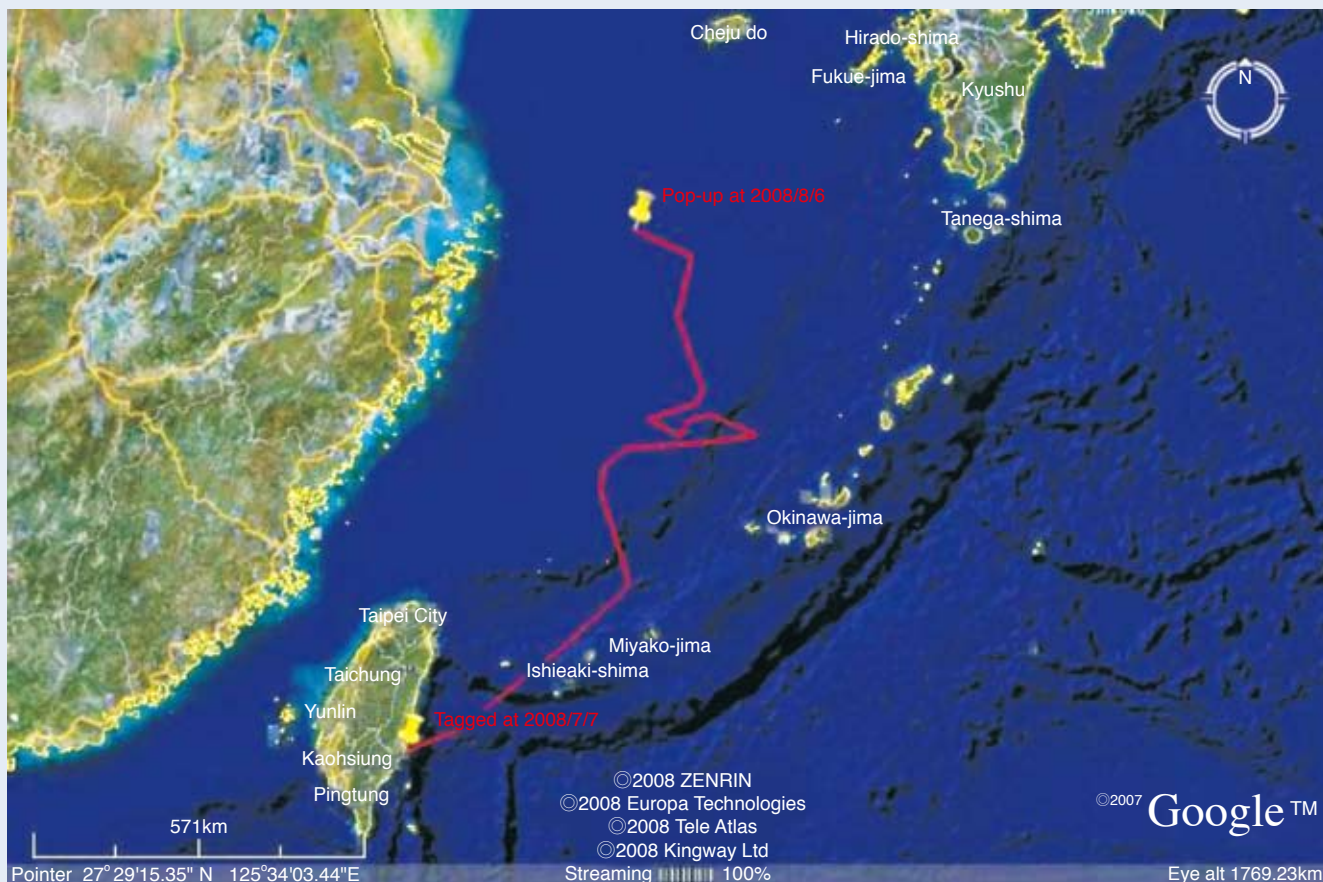 Cheju do
Hirado-shima
Fukue-jima
Kyushu
N
Pop-up at 2008/8/6
Tanega-shima
Okinawa-jima
Taipei City
Miyako-jima
Ishieaki-shima
Taichung
Yunlin
Tagged at 2008/7/7
Kaohsiung
Pingtung
©2008 ZENRIN
©2008 Europa Technologies
©2008 Tele Atlas
©2008 Kingway Ltd
©2007 Google™
571km
Pointer 27°29'15.35" N 125°34'03.44"E
Streaming 100%
Eye alt 1769.23km